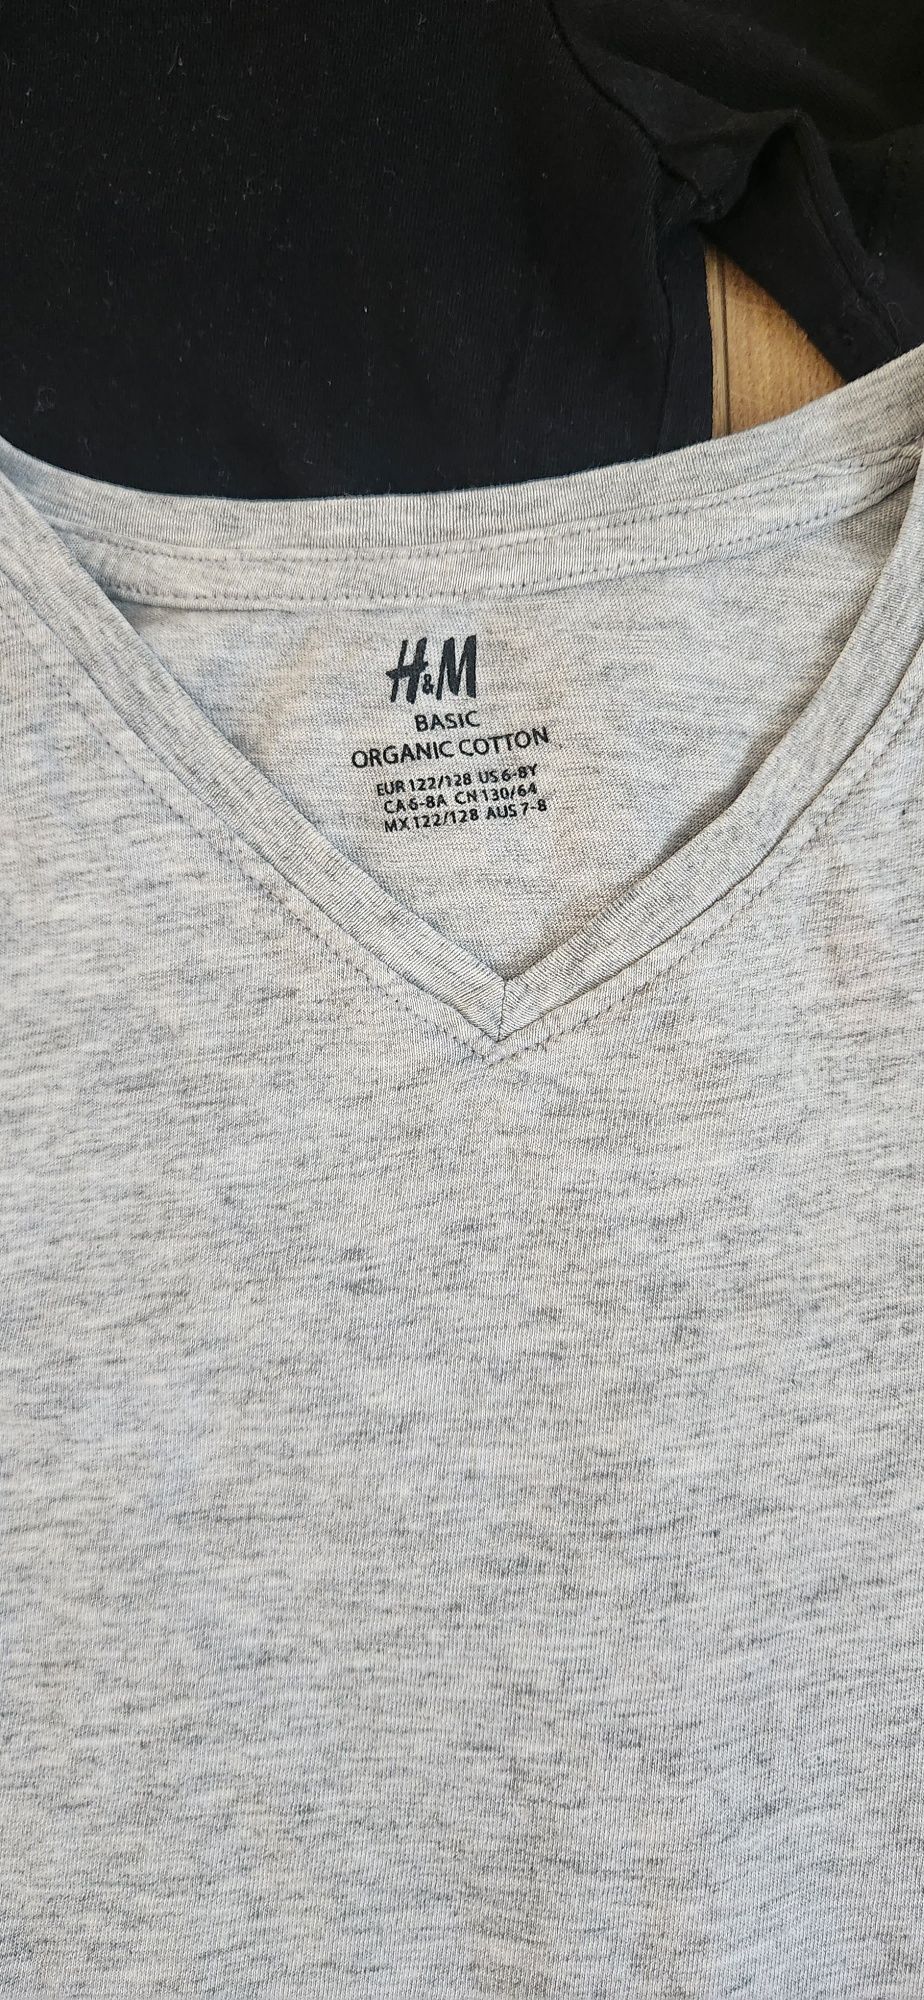 H&M
BASIC
ORGANIC COTTON
EUR 122/128 US 6-8Y
CA 6-8A CN 130/64
MX 122/128 AUS 7-8